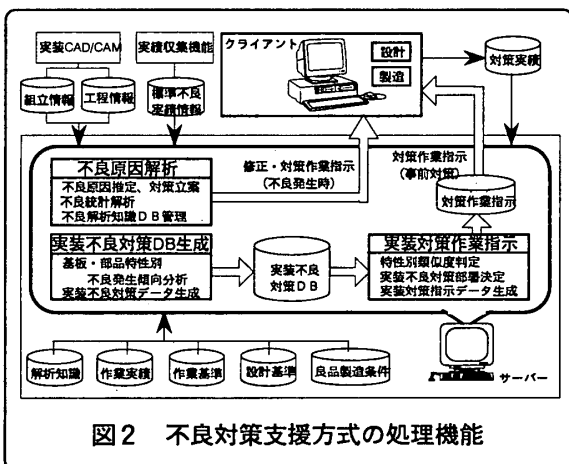 実装CAD/CAM
実績収集機能
クライアント
設計
製造
対策実績
組立情報
工程情報
標準不良
実績情報
不良原因解析
不良原因推定、対策立案
不良統計解析
不良解析知識DB管理
修正・対策作業指示
(不良発生時)
対策作業指示
(事前対策)
対策作業指示
実装不良対策DB生成
基板・部品特性別
不良発生傾向分析
実装不良対策データ生成
実装不良
対策DB
実装対策作業指示
特性別類似度判定
実装不良対策部署決定
実装対策指示データ生成
解析知識
作業実績
作業基準
設計基準
良品製造条件
サーバー
図2 不良対策支援方式の処理機能